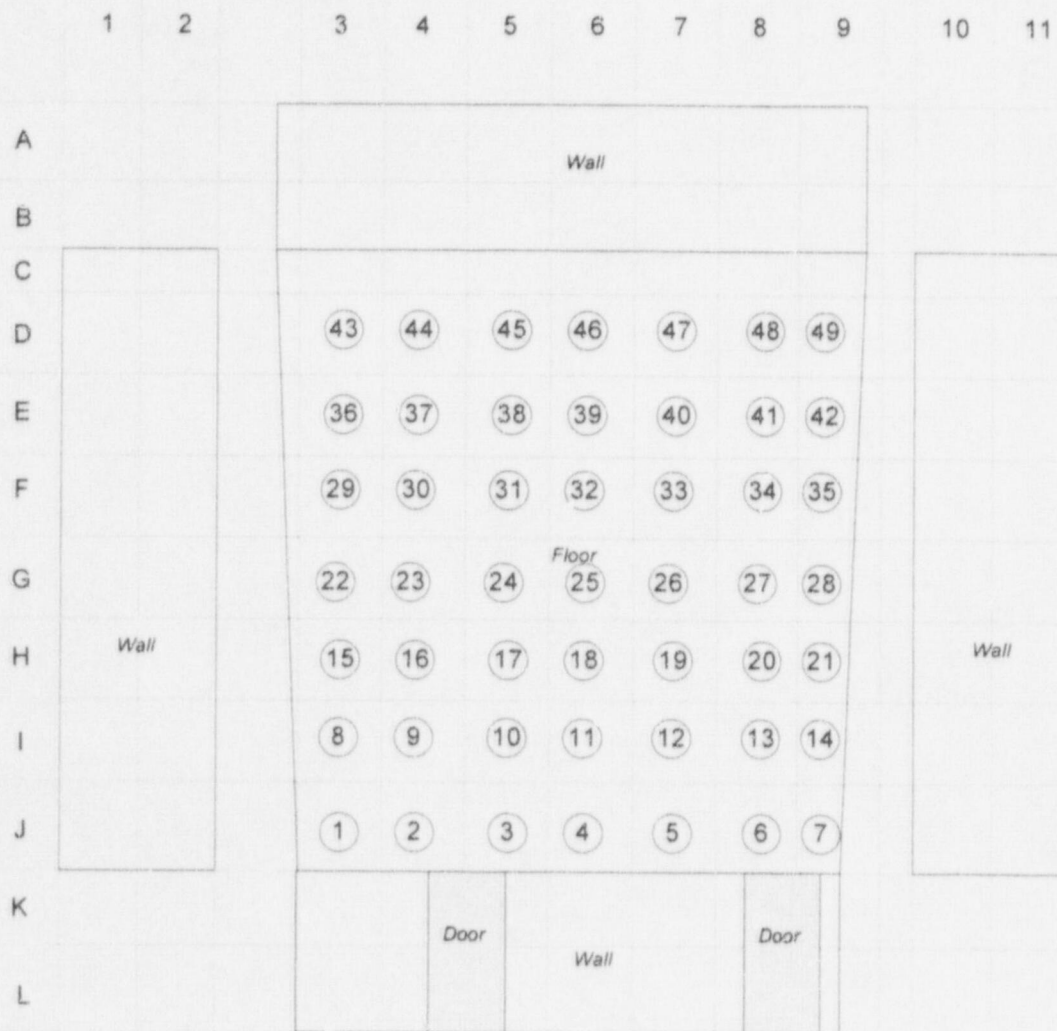 1 2 3 4 5 6 7 8 9 10 11
A
Wall
B
C
D 43 44 45 46 47 48 49
E 36 37 38 39 40 41 42
F 29 30 31 32 33 34 35
Floor
G 22 23 24 25 26 27 28
Wall
Wall
H 15 16 17 18 19 20 21
I 8 9 10 11 12 13 14
J 1 2 3 4 5 6 7
K
Door Door
Wall
L